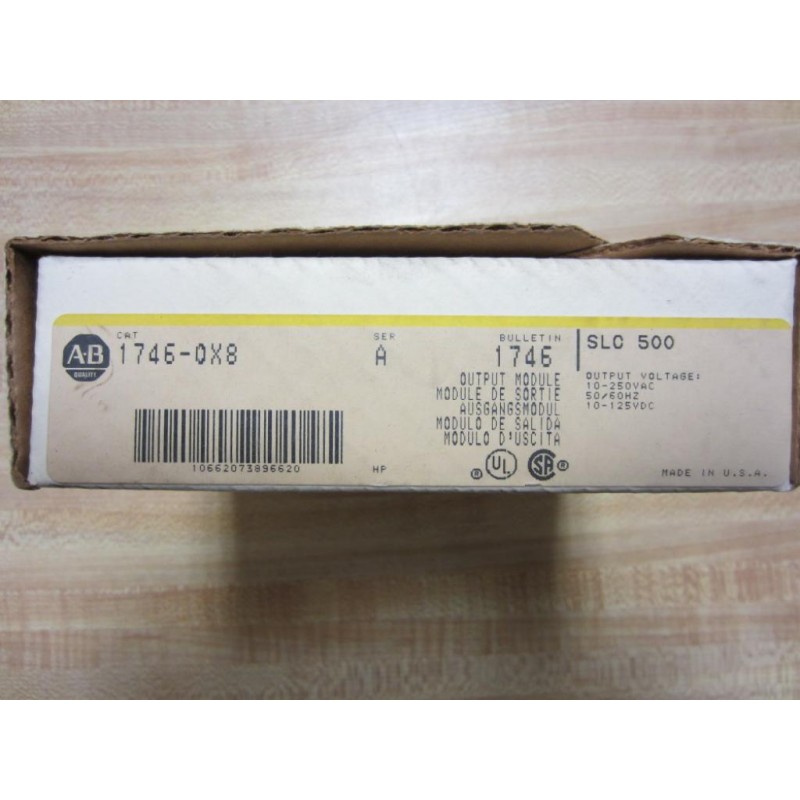 A-B
QUALITY
CAT
1746-OX8
SER
A
BULLETIN
1746
OUTPUT MODULE
MODULE DE SORTIE
AUSGANGSMODUL
MODULO DE SALIDA
MODULO D'USCITA
SLC 500
OUTPUT VOLTAGE:
10-250VAC
50/60HZ
10-125VDC
10662073896620
HP
® UL SA ®
MADE IN U.S.A.